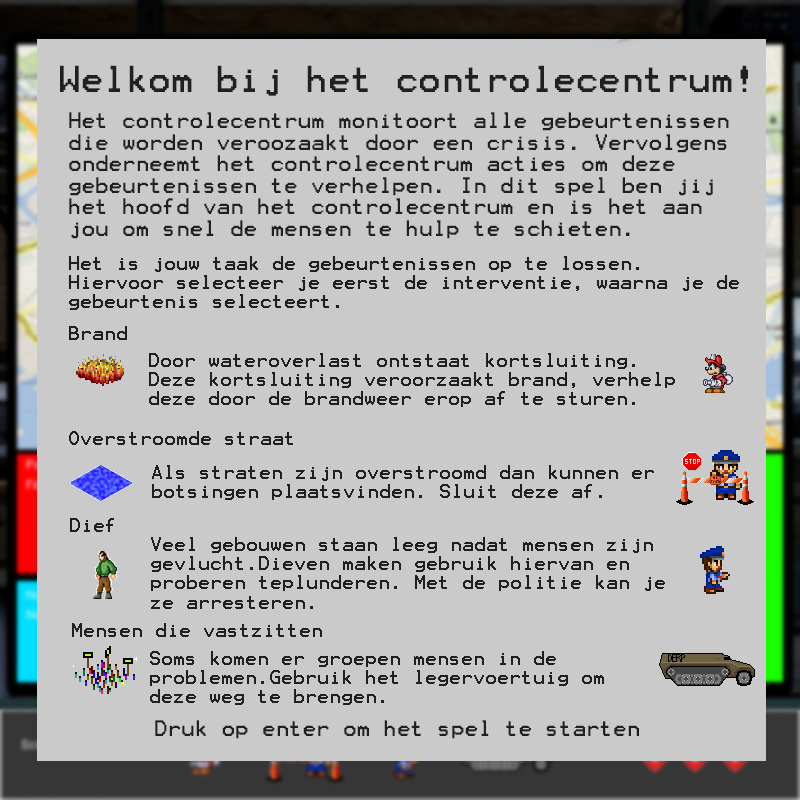 Welkom bij het controlecentrum!
Het controlecentrum monitoort alle gebeurtenissen
die worden veroozaakt door een crisis. Vervolgens
onderneemt het controlecentrum acties om deze
gebeurtenissen te verhelpen. In dit spel ben jij
het hoofd van het controlecentrum en is het aan
jou om snel de mensen te hulp te schieten.
Het is jouw taak de gebeurtenissen op te lossen.
Hiervoor selecteer je eerst de interventie, waarna je de
gebeurtenis selecteert.
Brand
Door wateroverlast ontstaat kortsluiting.
Deze kortsluiting veroorzaakt brand, verhelp
deze door de brandweer erop af te sturen.
Overstroomde straat
STOP
Als straten zijn overstroomd dan kunnen er
botsingen plaatsvinden. Sluit deze af.
Dief
Veel gebouwen staan leeg nadat mensen zijn
gevlucht.Dieven maken gebruik hiervan en
proberen teplunderen. Met de politie kan je
ze arresteren.
Mensen die vastzitten
DERP
Soms komen er groepen mensen in de
problemen.Gebruik het legervoertuig om
deze weg te brengen.
Druk op enter om het spel te starten